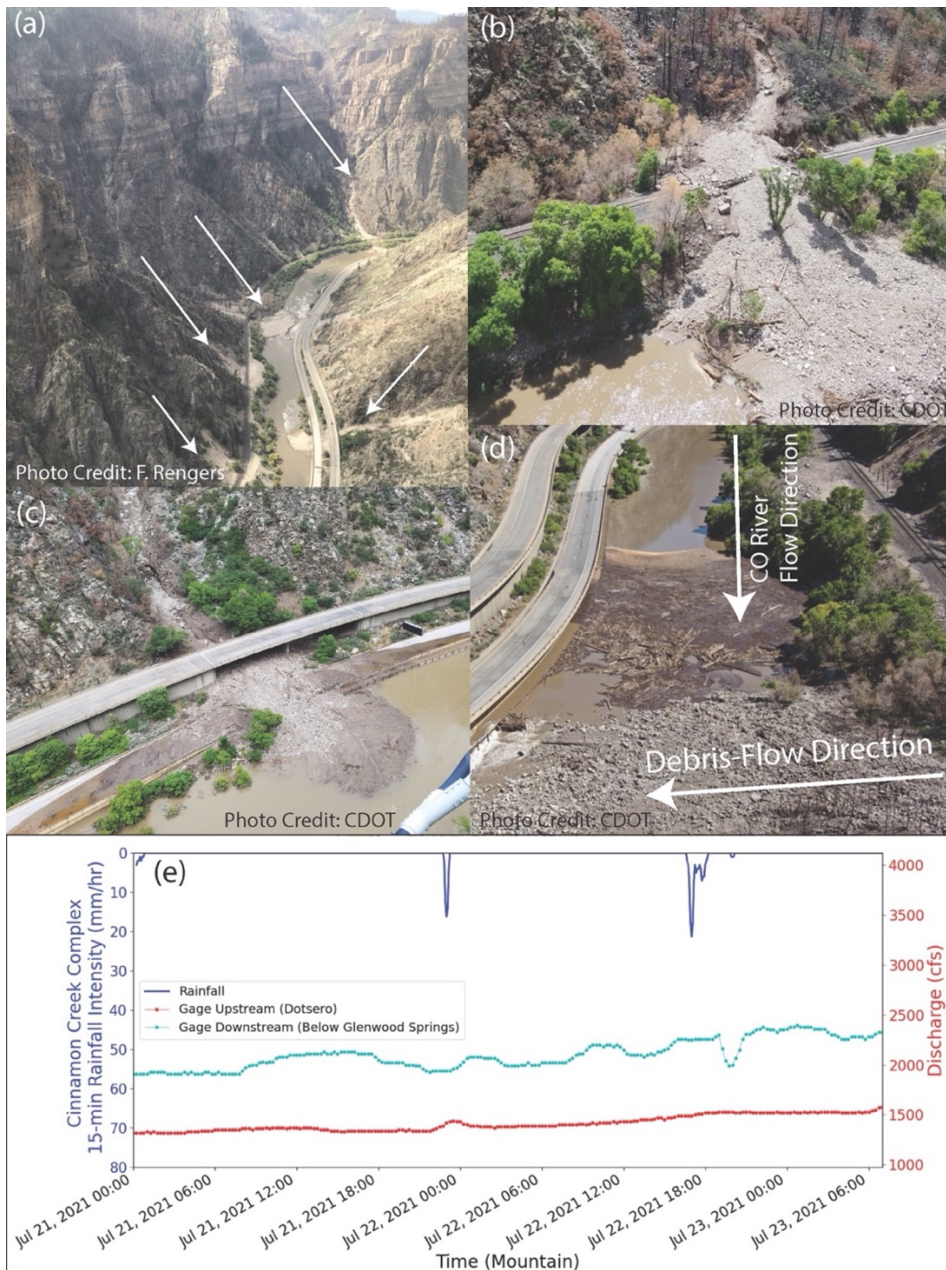 (a)
Photo Credit: F. Rengers
(b)
Photo Credit: CDOT
(c)
Photo Credit: CDOT
(d)
CO River
Flow Direction
Debris-Flow Direction
Photo Credit: CDOT
(e)
Cinnamon Creek Complex
15-min Rainfall Intensity (mm/hr)
0
10
20
30
40
50
60
70
80
Rainfall
Gage Upstream (Dotsero)
Gage Downstream (Below Glenwood Springs)
4000
3500
3000
2500
2000
1500
1000
Discharge (cfs)
Jul 21, 2021 00:00
Jul 21, 2021 06:00
Jul 21, 2021 12:00
Jul 21, 2021 18:00
Jul 22, 2021 00:00
Jul 22, 2021 06:00
Jul 22, 2021 12:00
Jul 22, 2021 18:00
Jul 23, 2021 00:00
Jul 23, 2021 06:00
Time (Mountain)